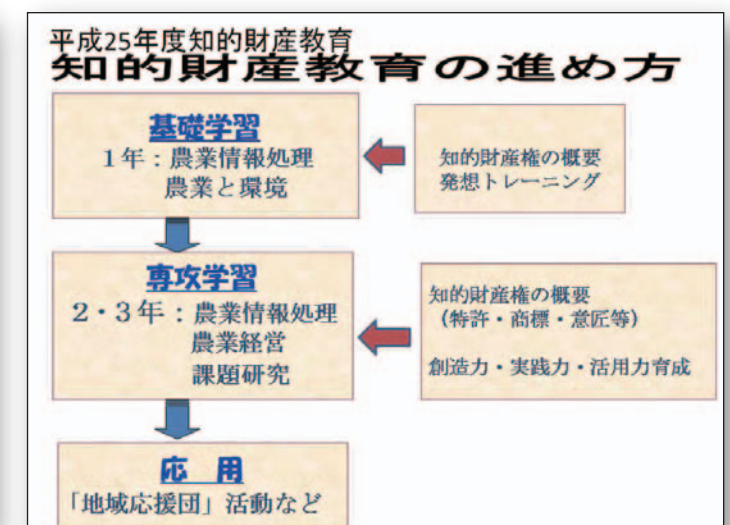 平成25年度知的財産教育
知的財産教育の進め方
基礎学習
1年：農業情報処理
農業と環境
知的財産権の概要
発想トレーニング
専攻学習
2・3年：農業情報処理
農業経営
課題研究
知的財産権の概要
（特許・商標・意匠等）
創造力・実践力・活用力育成
応　用
「地域応援団」活動など